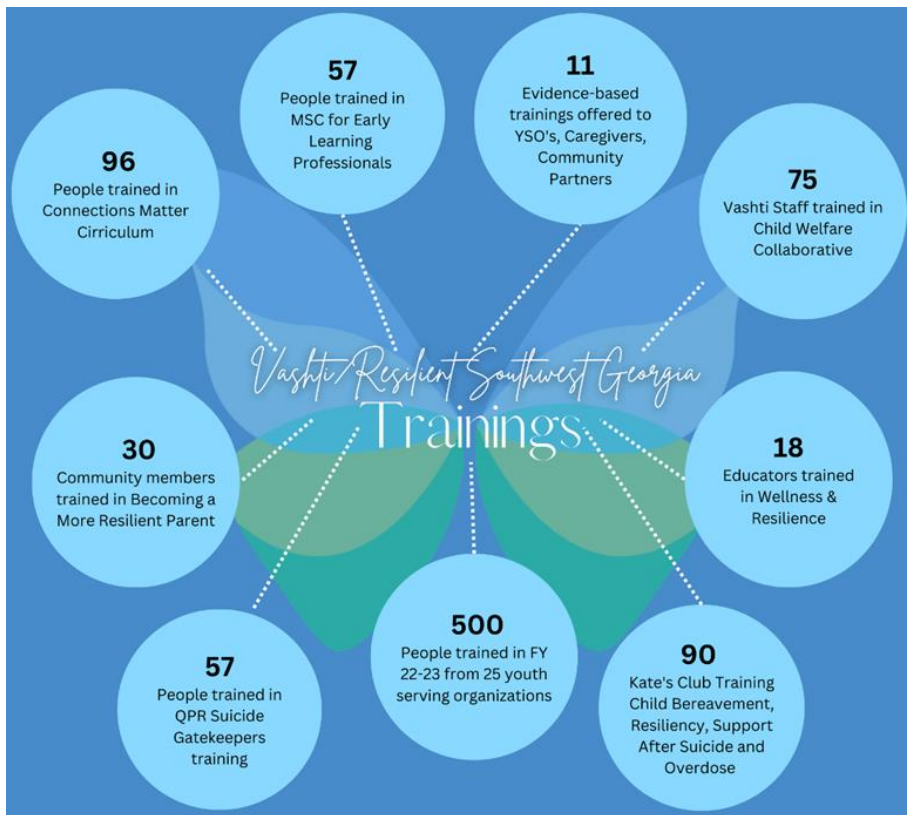 57
People trained in
MSC for Early
Learning
Professionals
11
Evidence-based
trainings offered to
YSO's, Caregivers,
Community
Partners
96
People trained in
Connections Matter
Cirriculum
75
Vashti Staff trained in
Child Welfare
Collaborative
Vashti/Resilient Southwest Georgia
Trainings
30
Community members
trained in Becoming a
More Resilient Parent
18
Educators trained
in Wellness &
Resilience
57
People trained in
QPR Suicide
Gatekeepers
training
500
People trained in FY
22-23 from 25 youth
serving organizations
90
Kate's Club Training
Child Bereavement,
Resiliency, Support
After Suicide and
Overdose